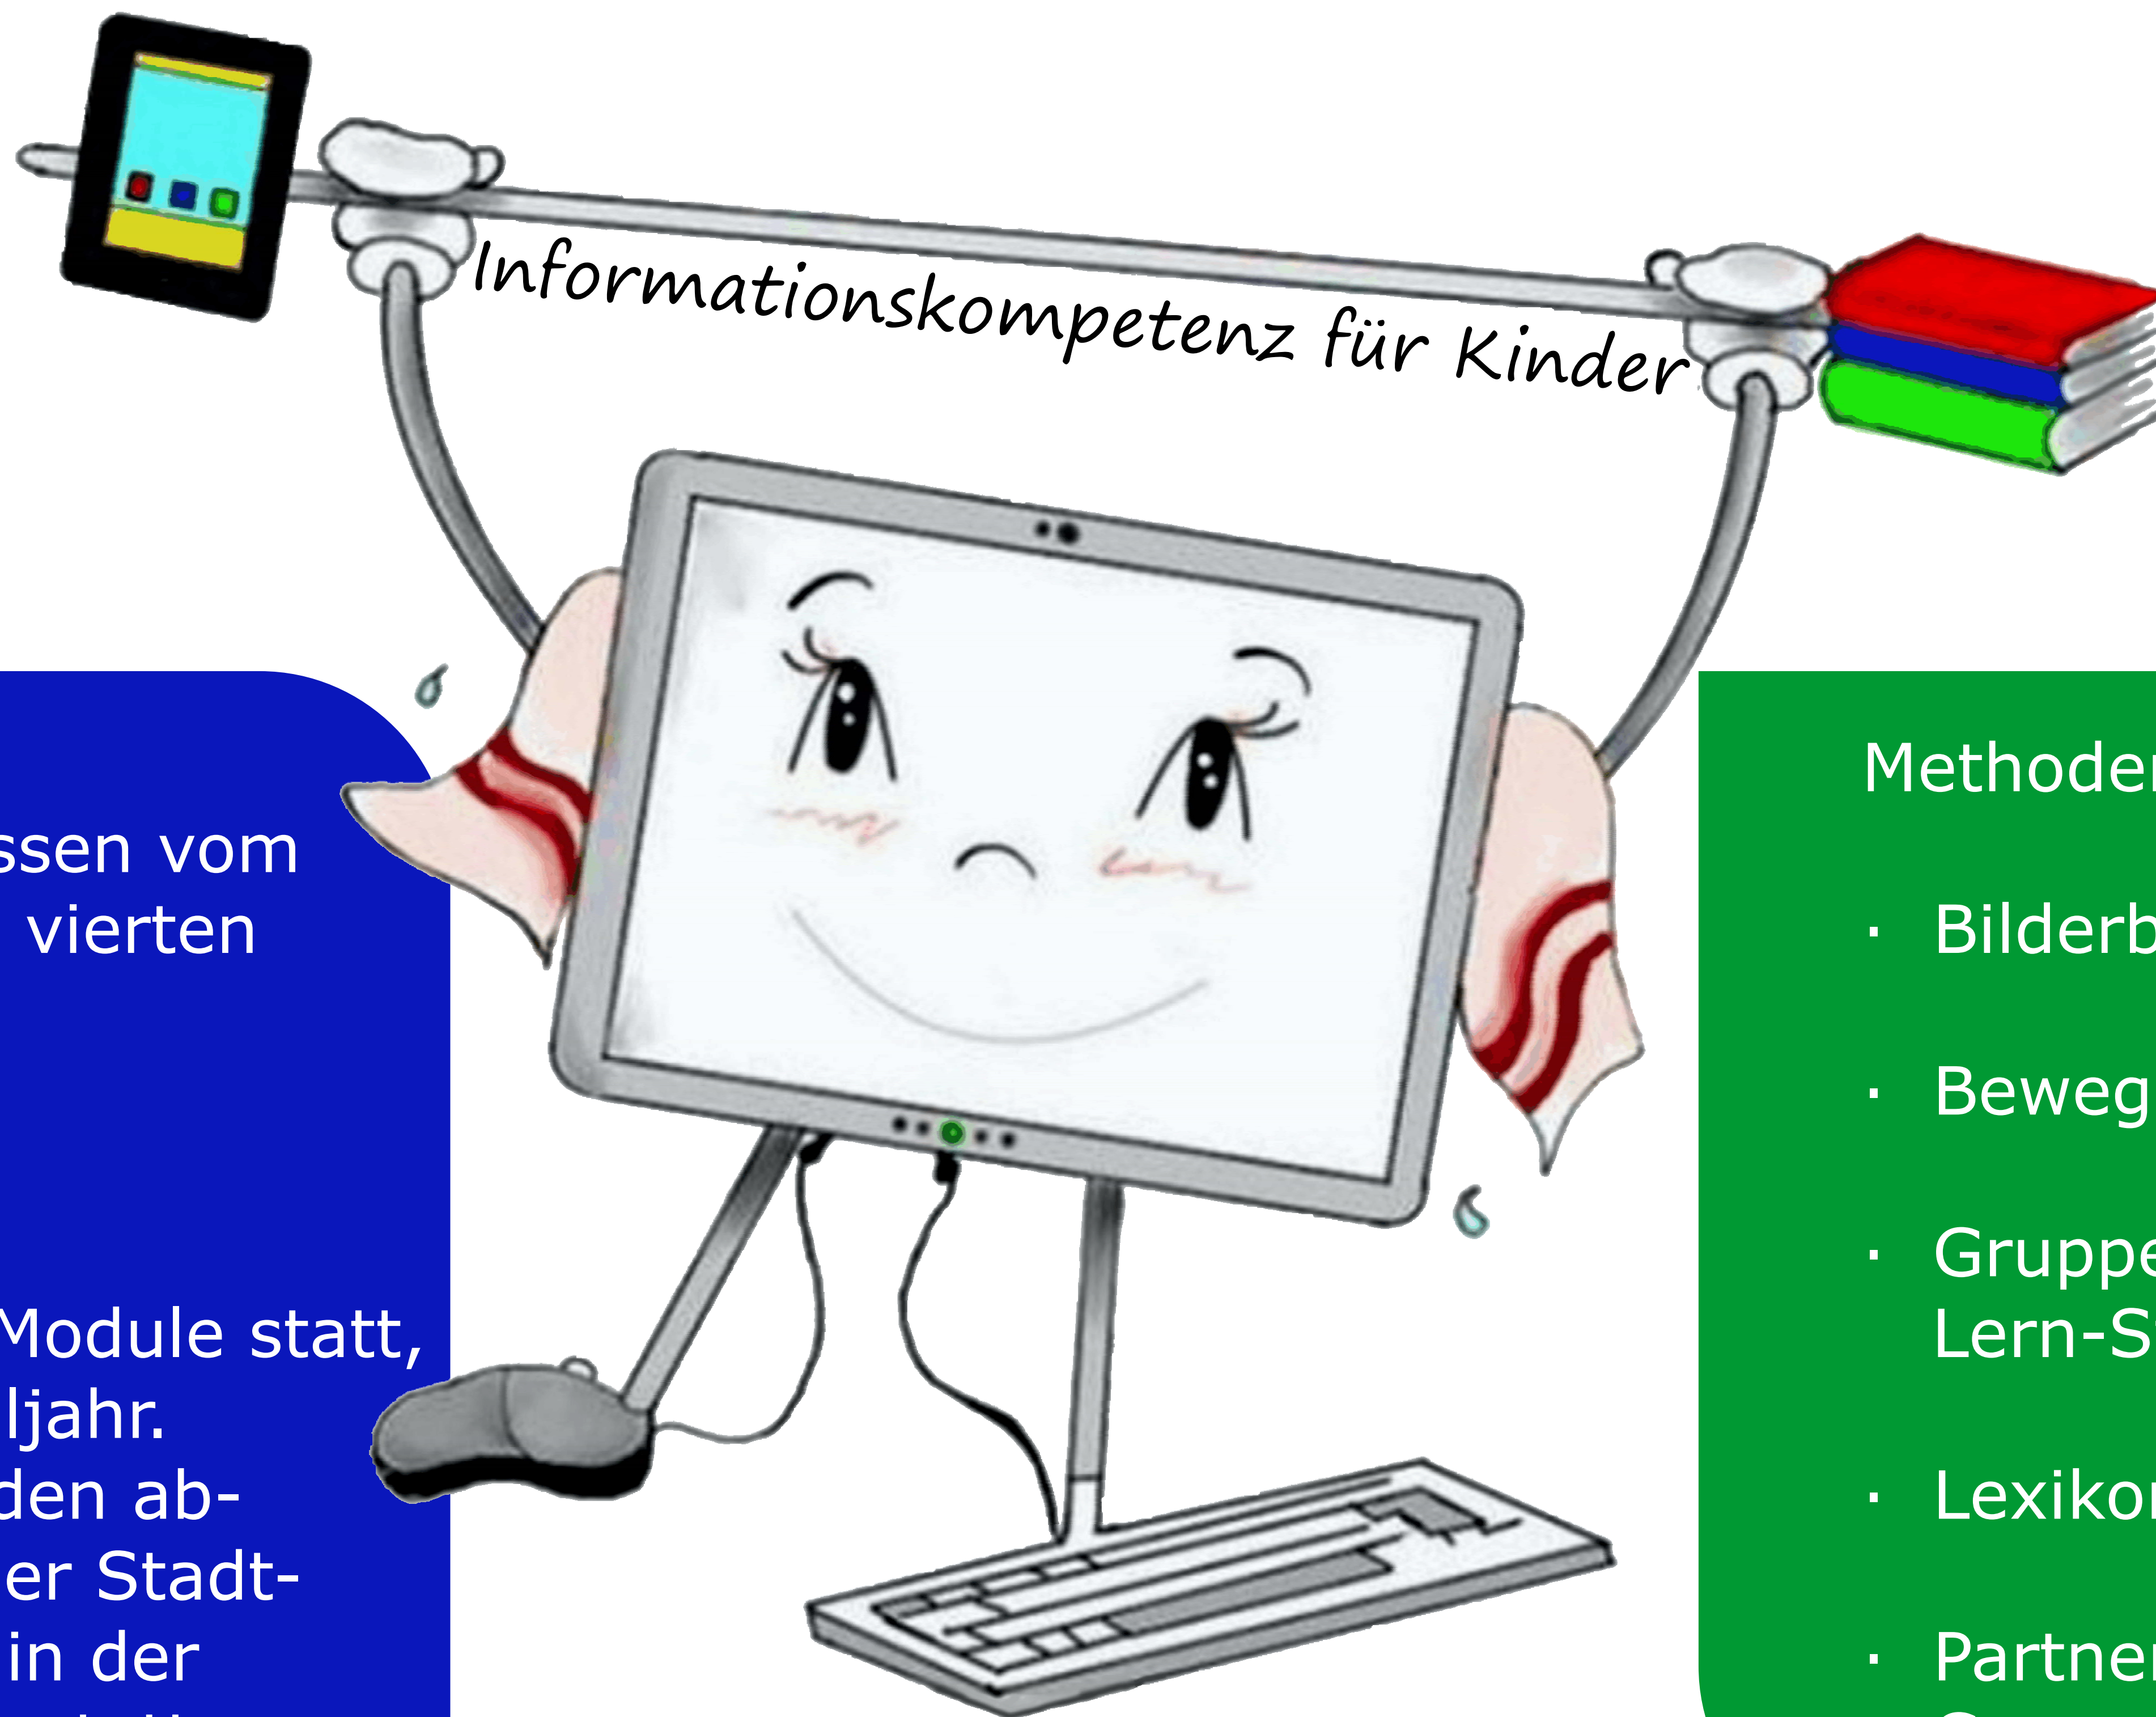 Informationskompetenz für Kinder
ssen vom
vierten
Module statt,
ljahr.
den ab-
er Stadt-
in der
Methoden
· Bilderb
· Beweg
· Gruppe
Lern-S
· Lexikon
· Partner